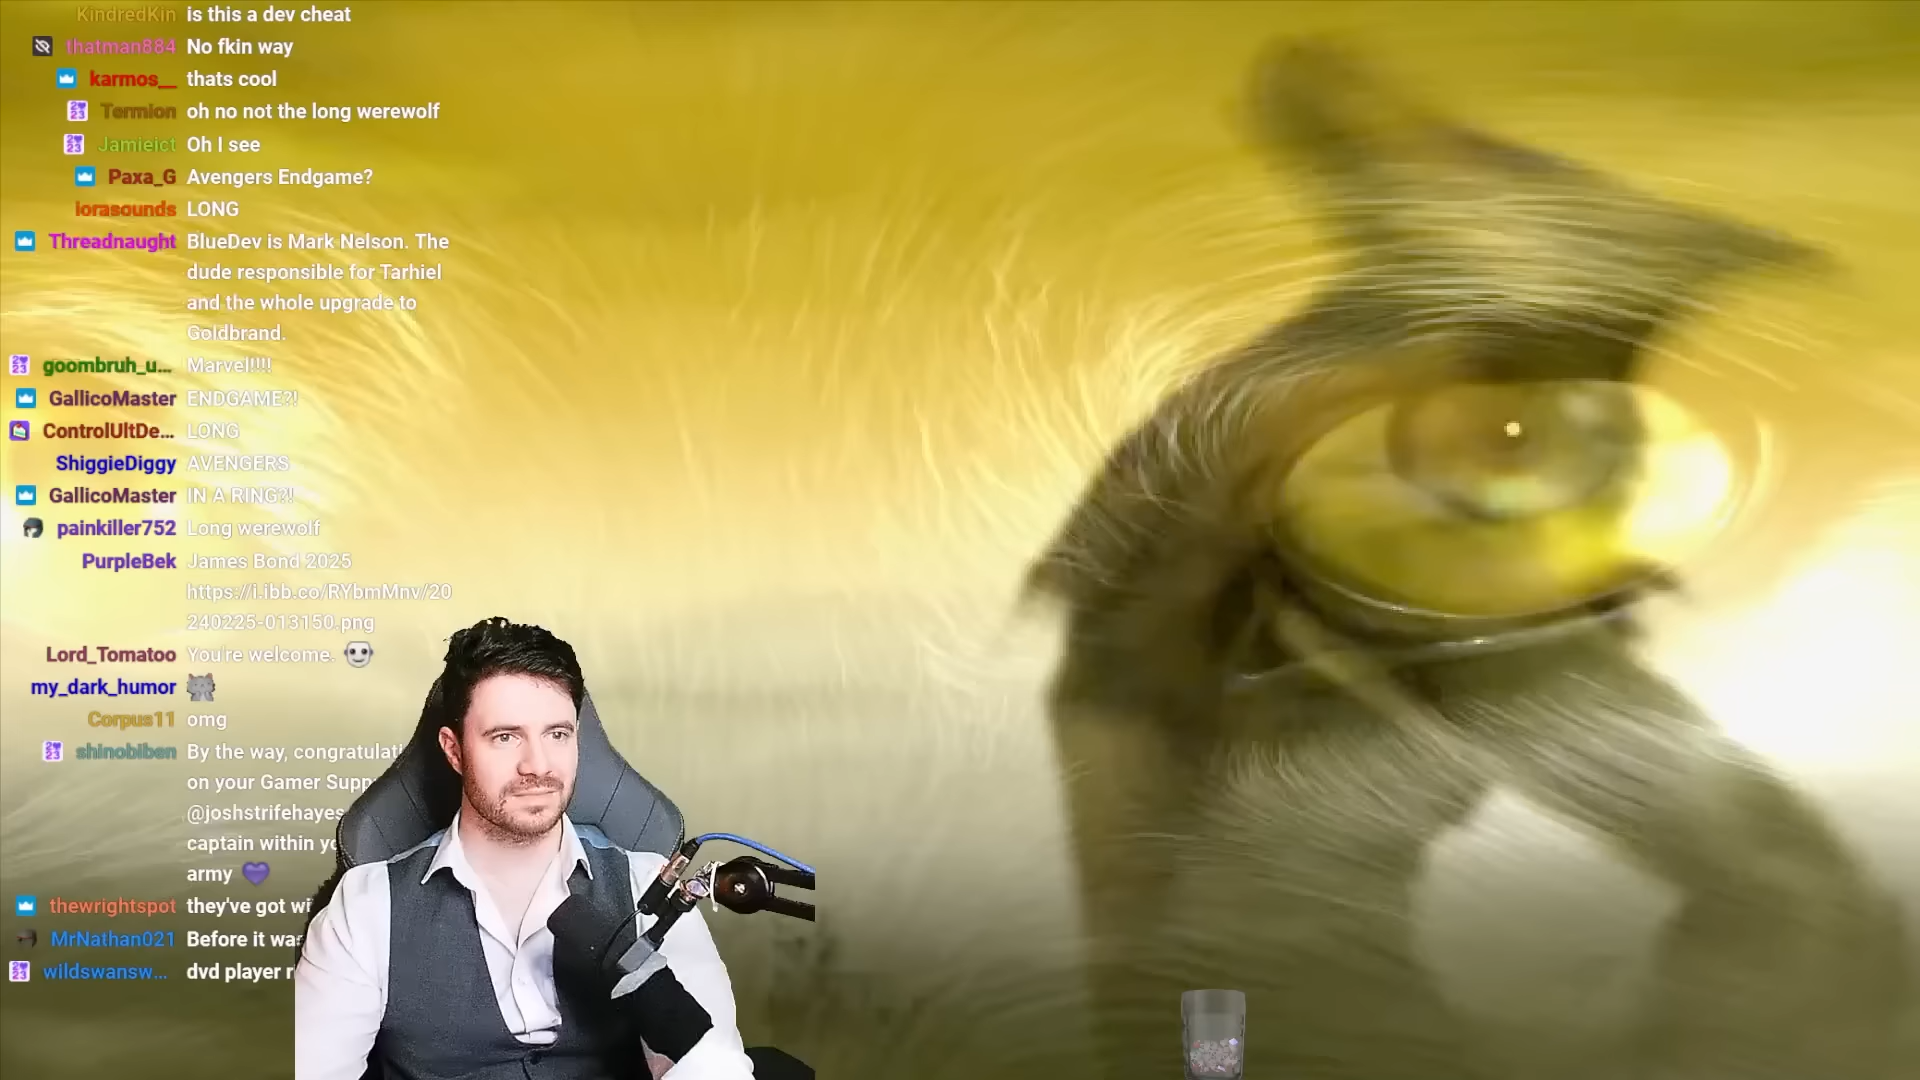 KindredKin is this a dev cheat
thatman884 No fkin way
karmos__ thats cool
Termion oh no not the long werewolf
Jamieict Oh I see
Paxa_G Avengers Endgame?
iorasounds LONG
Threadnaught BlueDev is Mark Nelson. The
dude responsible for Tarhiel
and the whole upgrade to
Goldbrand.
goombruh_u... Marvel!!!!
GallicoMaster ENDGAME?!
ControlUltDe... LONG
ShiggieDiggy AVENGERS
GallicoMaster IN A RING?!
painkiller752 Long werewolf
PurpleBek James Bond 2025
https://i.ibb.co/RYbmMnv/20
240225-013150.png
Lord_Tomatoo You're welcome.
my_dark_humor
Corpus11 omg
shinobiben By the way, congratulati
on your Gamer Supp
@joshstrifehayes
captain within yo
army
thewrightspot they've got wi
MrNathan021 Before it was
wildswansw... dvd player r